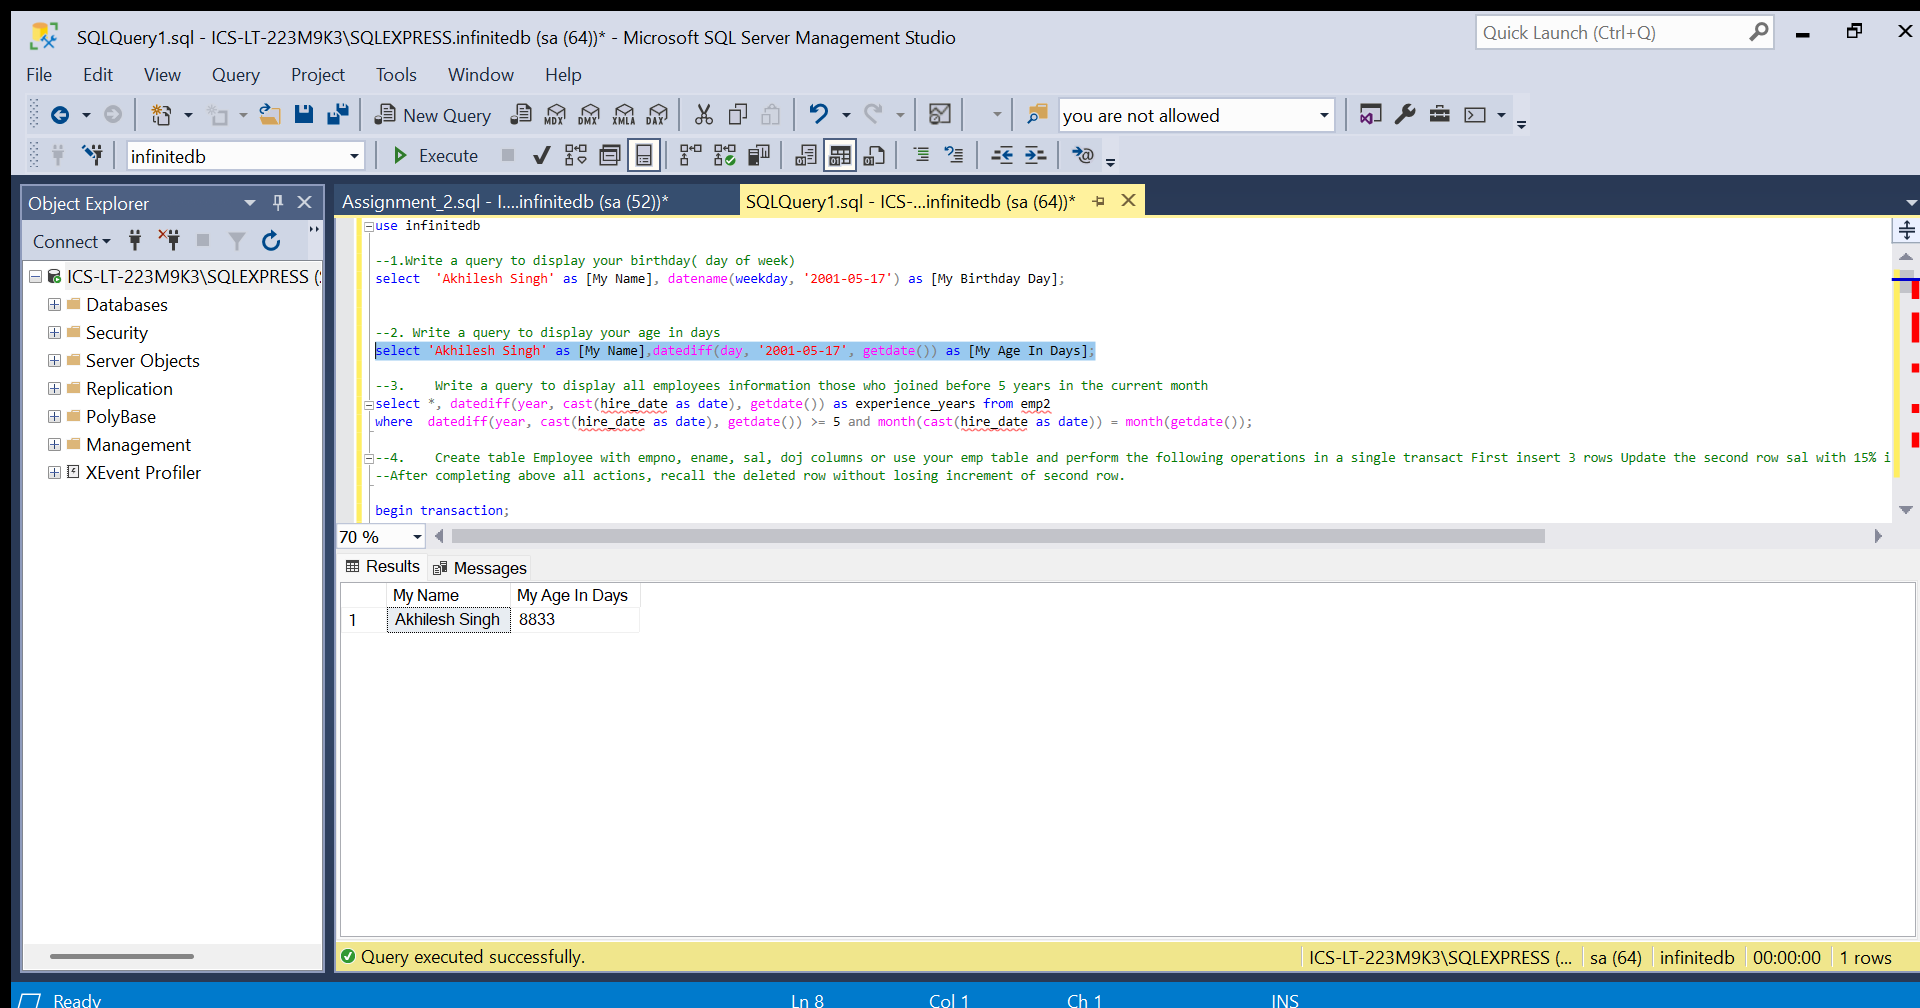 SQLQuery1.sql - ICS-LT-223M9K3\SQLEXPRESS.infinitedb (sa (64))* - Microsoft SQL Server Management Studio
Quick Launch (Ctrl+Q)
File Edit View Query Project Tools Window Help
New Query MDX DMX XMLA DAX you are not allowed
infinitedb Execute
Object Explorer
Assignment_2.sql - I....infinitedb (sa (52))* SQLQuery1.sql - ICS-...infinitedb (sa (64))*
Connect
ICS-LT-223M9K3\SQLEXPRESS (
Databases
Security
Server Objects
Replication
PolyBase
Management
XEvent Profiler
use infinitedb
--1.Write a query to display your birthday( day of week)
select  'Akhilesh Singh' as [My Name], datename(weekday, '2001-05-17') as [My Birthday Day];
--2. Write a query to display your age in days
select 'Akhilesh Singh' as [My Name],datediff(day, '2001-05-17', getdate()) as [My Age In Days];
--3.    Write a query to display all employees information those who joined before 5 years in the current month
select *, datediff(year, cast(hire_date as date), getdate()) as experience_years from emp2
where  datediff(year, cast(hire_date as date), getdate()) >= 5 and month(cast(hire_date as date)) = month(getdate());
--4.    Create table Employee with empno, ename, sal, doj columns or use your emp table and perform the following operations in a single transact First insert 3 rows Update the second row sal with 15% i
--After completing above all actions, recall the deleted row without losing increment of second row.
begin transaction;
70 %
Results Messages
My Name My Age In Days
1 Akhilesh Singh 8833
Query executed successfully. ICS-LT-223M9K3\SQLEXPRESS (... sa (64) infinitedb 00:00:00 1 rows
Ready Ln 8 Col 1 Ch 1 INS